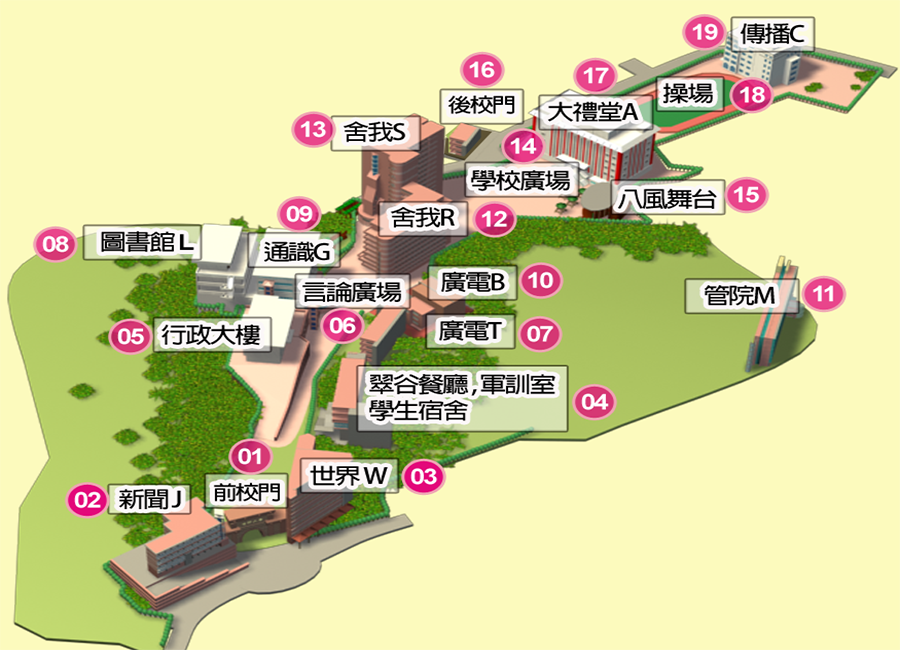 19 傳播C
16
後校門
17
大禮堂A
操場 18
13 舍我S
14
學校廣場
八風舞台 15
09
舍我R 12
08 圖書館L
通識G
言論廣場
廣電B 10
管院M 11
05 行政大樓
06
廣電T 07
翠谷餐廳,軍訓室
學生宿舍
04
01
前校門
世界W 03
02 新聞J